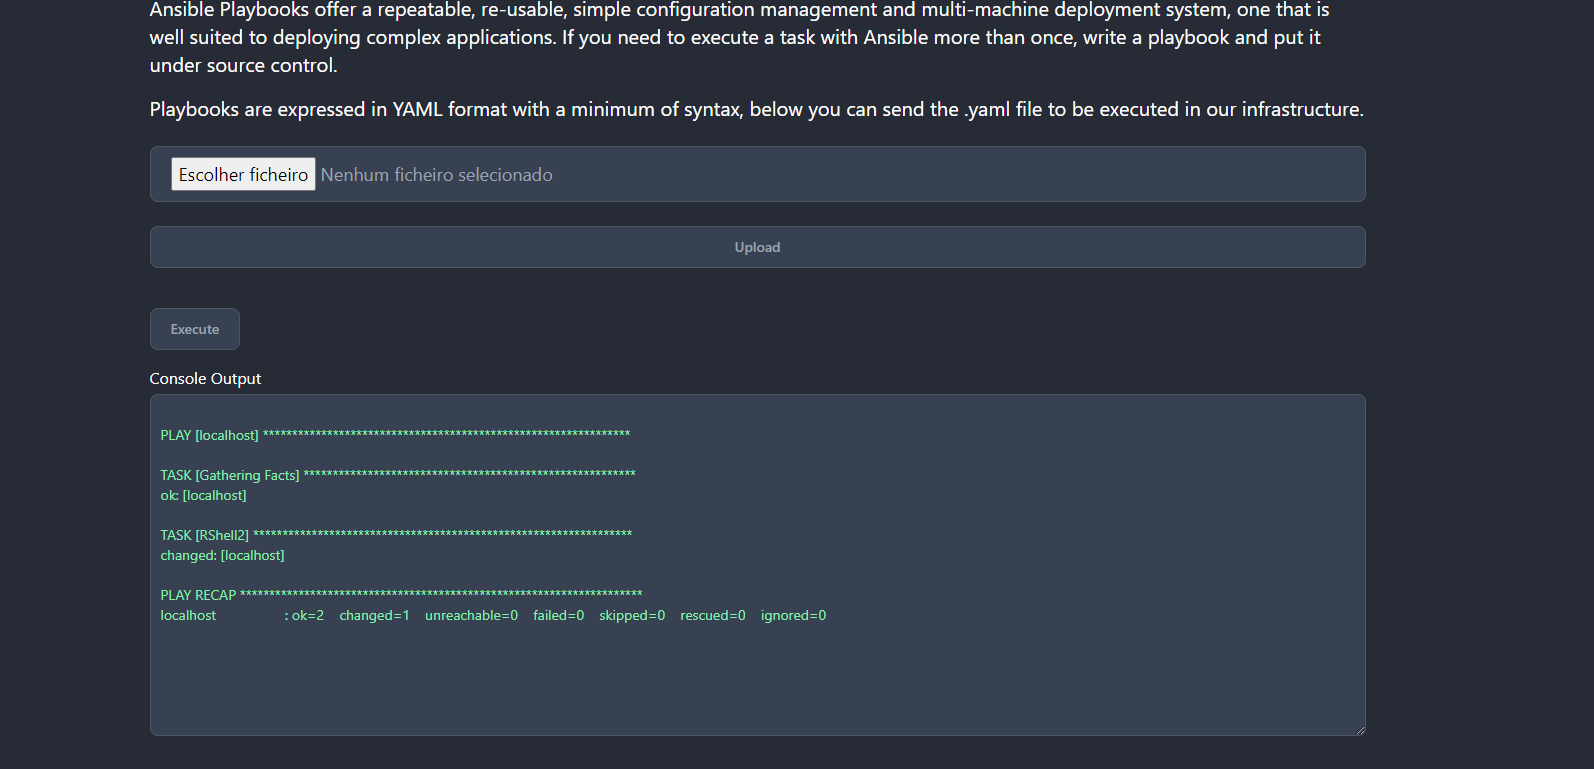 Ansible Playbooks offer a repeatable, re-usable, simple configuration management and multi-machine deployment system, one that is
well suited to deploying complex applications. If you need to execute a task with Ansible more than once, write a playbook and put it
under source control.
Playbooks are expressed in YAML format with a minimum of syntax, below you can send the .yaml file to be executed in our infrastructure.
Escolher ficheiro Nenhum ficheiro selecionado
Upload
Execute
Console Output
PLAY [localhost] ***************************************************************
TASK [Gathering Facts] *********************************************************
ok: [localhost]
TASK [RShell2] *****************************************************************
changed: [localhost]
PLAY RECAP *********************************************************************
localhost : ok=2 changed=1 unreachable=0 failed=0 skipped=0 rescued=0 ignored=0